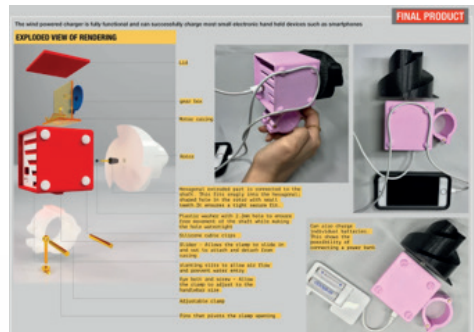 The wind powered charger is fully functional and can successfully charge most small electronic hand held devices such as smartphones
FINAL PRODUCT
EXPLODED VIEW OF RENDERING
Lid
gear box
Motor casing
Rotor
Hexagonal extruded part is connected to the
shaft. This fits snugly into the hexagonal
shaped hole in the rotor with small
teeth. It ensures a tight secure fit.
Plastic washer with 2.2mm hole to ensure
free movement of the shaft while making
the hole watertight
Silicone cable clips
Slider - Allows the clamp to slide on
and out to attach and detach from
casing
slanting slits to allow air flow
and prevent water entry
Eye bolt and screw - Allow
the clamp to adjust to the
handlebar size
Adjustable clamp
Pins that pivots the clamp opening
Can also charge
individual batteries.
This shows the
possibility of
connecting a power bank.